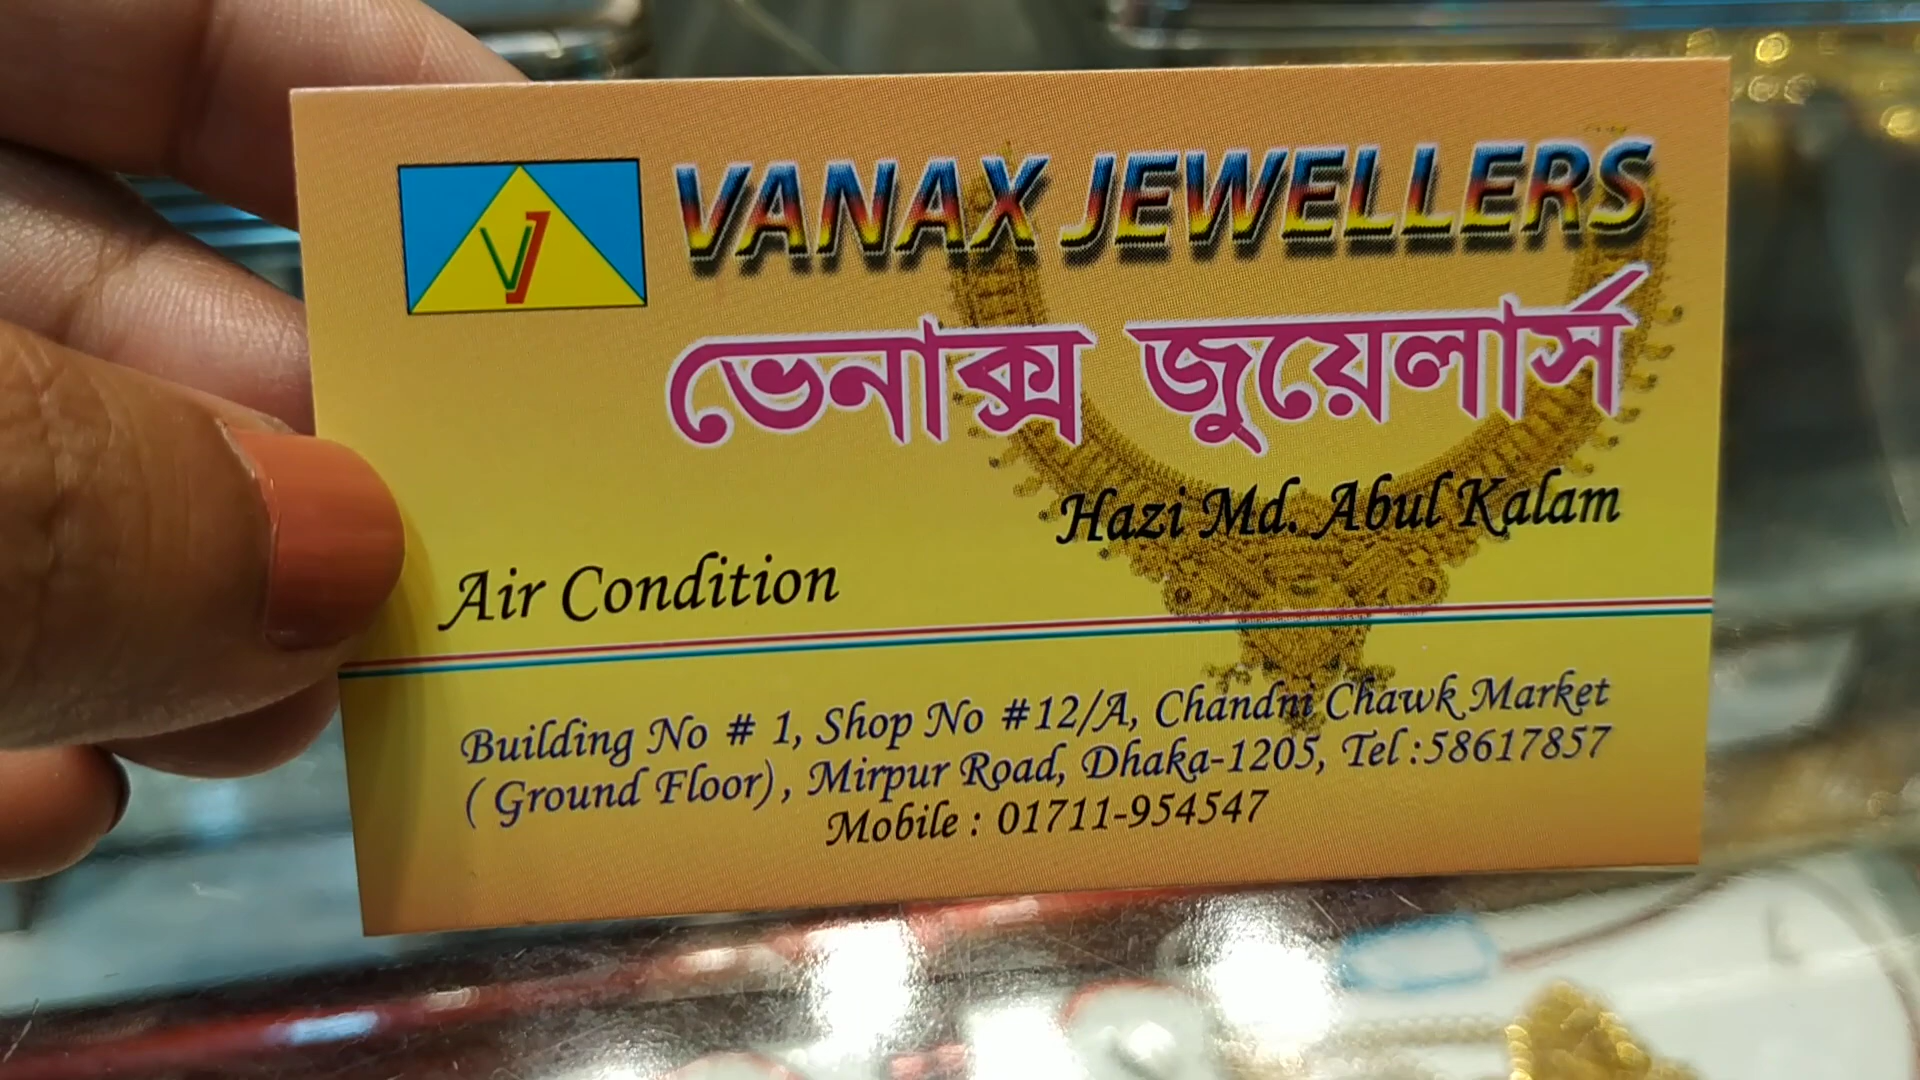 VJ
VANAX JEWELLERS
ভেনাক্স জুয়েলার্স
Hazi Md. Abul Kalam
Air Condition
Building No # 1, Shop No #12/A, Chandni Chawk Market
( Ground Floor), Mirpur Road, Dhaka-1205, Tel:58617857
Mobile : 01711-954547